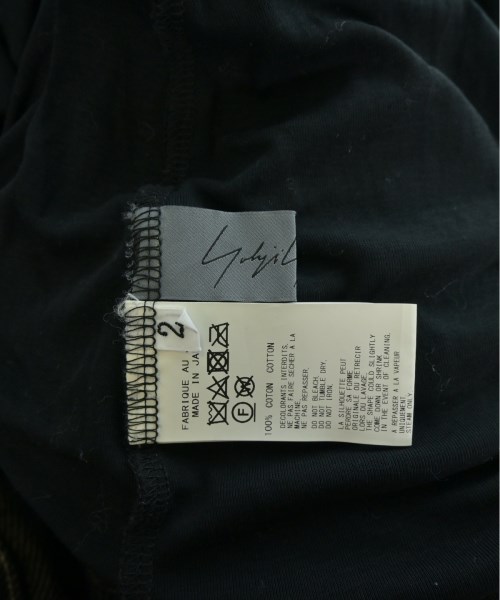 Yohji
2
FABRIQUE AU
MADE IN JA
F W
100% COTON COTTON
DECOLORANTS INTERDITS.
NE PAS FAIRE SECHER A LA
MACHINE.
NE PAS REPASSER.
DO NOT BLEACH.
DO NOT TUMBLE DRY.
DO NOT IRON.
LA SILHOUETTE PEUT
PERDRE SA FORME
ORIGINALE OU RETRECIR
LORS DU LAVAGE.
THE SHAPE COULD SLIGHTLY
COME DOWN OR SHRINK
IN THE EVENT OF CLEANING.
A REPASSER A LA VAPEUR
UNIQUEMENT.
STEAM ONLY.